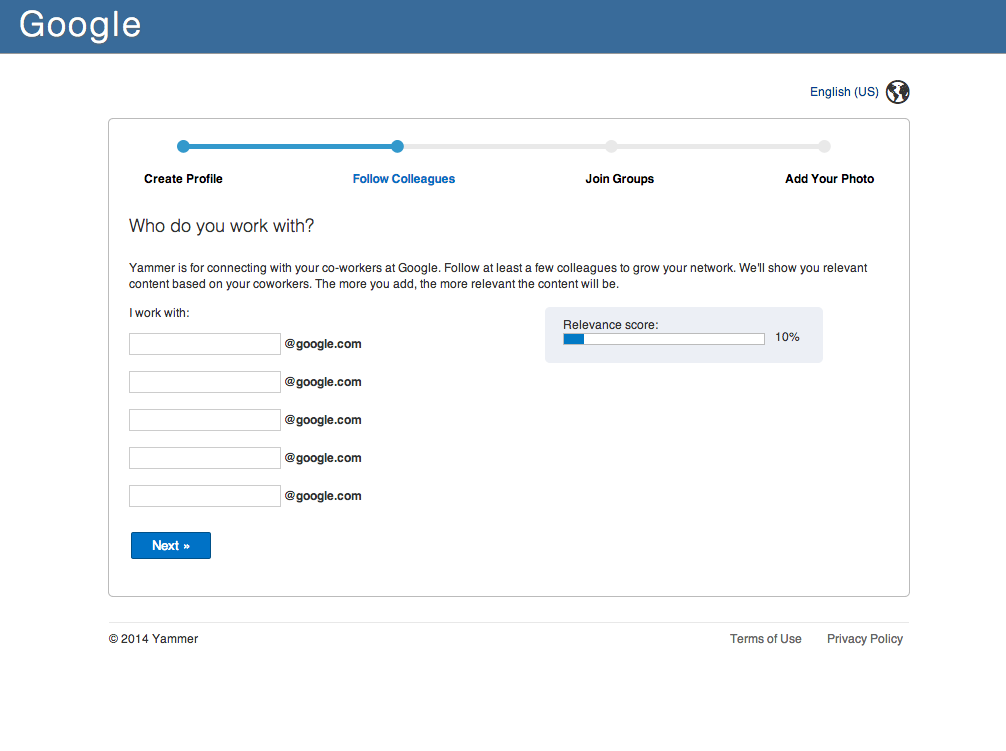 Google
English (US)
Create Profile
Follow Colleagues
Join Groups
Add Your Photo
Who do you work with?
Yammer is for connecting with your co-workers at Google. Follow at least a few colleagues to grow your network. We'll show you relevant
content based on your coworkers. The more you add, the more relevant the content will be.
I work with:
Relevance score:
10%
@google.com
@google.com
@google.com
@google.com
@google.com
Next »
© 2014 Yammer
Terms of Use
Privacy Policy